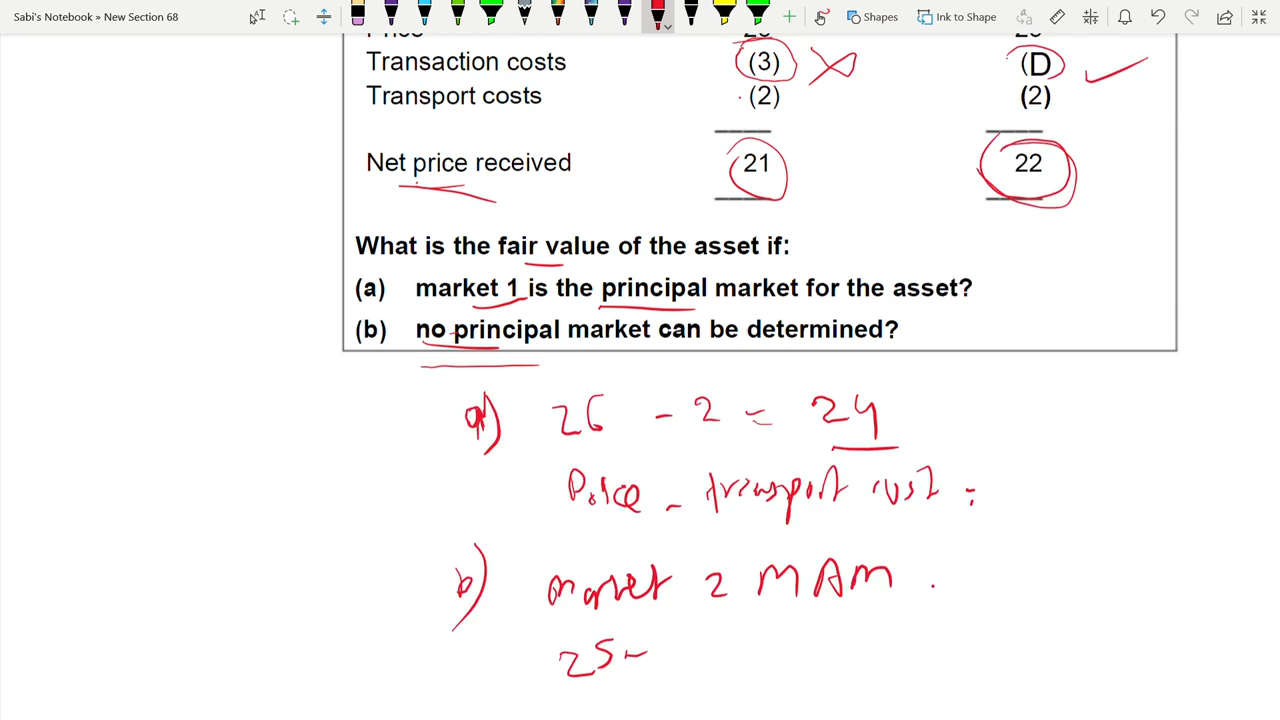 Sabi's Notebook » New Section 68
Shapes Ink to Shape
Transaction costs (3) (D
Transport costs (2) (2)
Net price received 21 22
What is the fair value of the asset if:
(a) market 1 is the principal market for the asset?
(b) no principal market can be determined?
a) 26 - 2 = 24
Price - transport cost =
b) market 2 MAM.
25 -